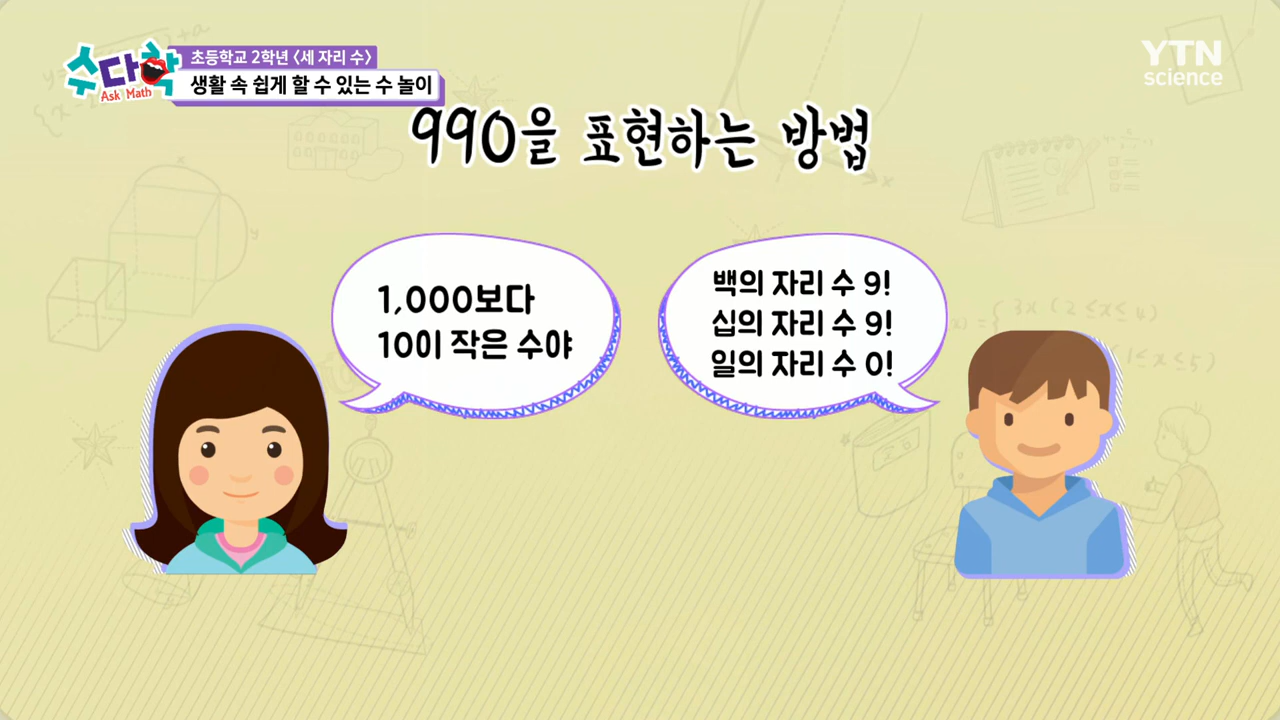 수다학
Ask Math
초등학교 2학년 <세 자리 수>
생활 속 쉽게 할 수 있는 수 놀이
YTN
science
990을 표현하는 방법
1,000보다
10이 작은 수야
백의 자리 수 9!
십의 자리 수 9!
일의 자리 수 0!